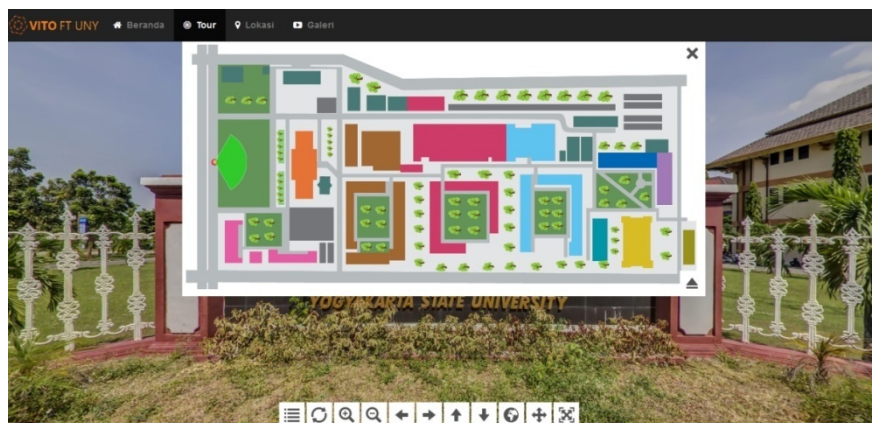 VITO FT UNY Beranda Tour Lokasi Galeri
YOGYAKARTA STATE UNIVERSITY